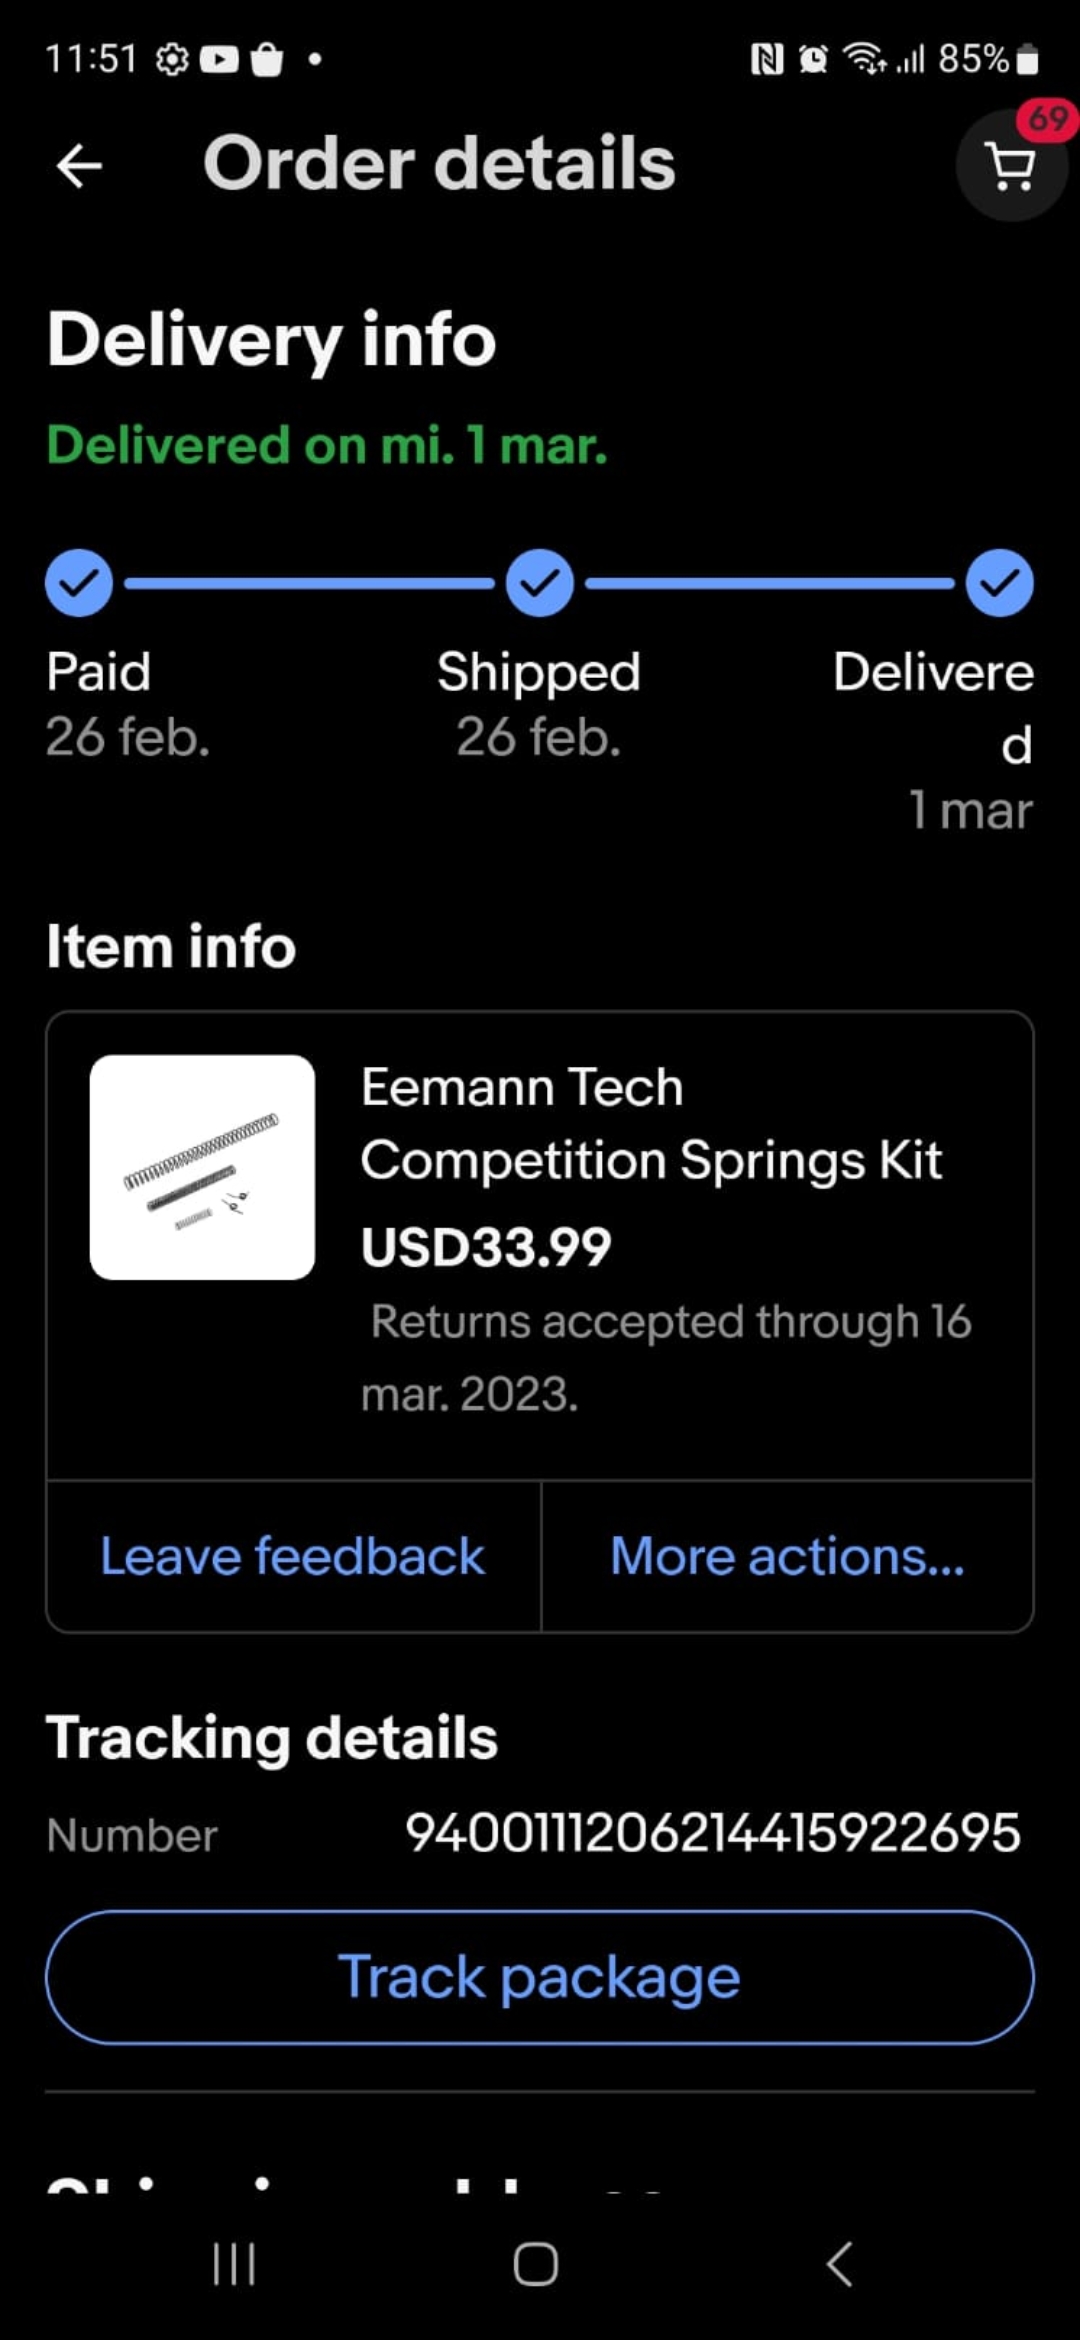 11:51 85%
69
Order details
Delivery info
Delivered on mi. 1 mar.
Paid Shipped Delivere
26 feb. 26 feb. d
1 mar
Item info
Eemann Tech
Competition Springs Kit
USD33.99
Returns accepted through 16
mar. 2023.
Leave feedback More actions...
Tracking details
Number 9400111206214415922695
Track package